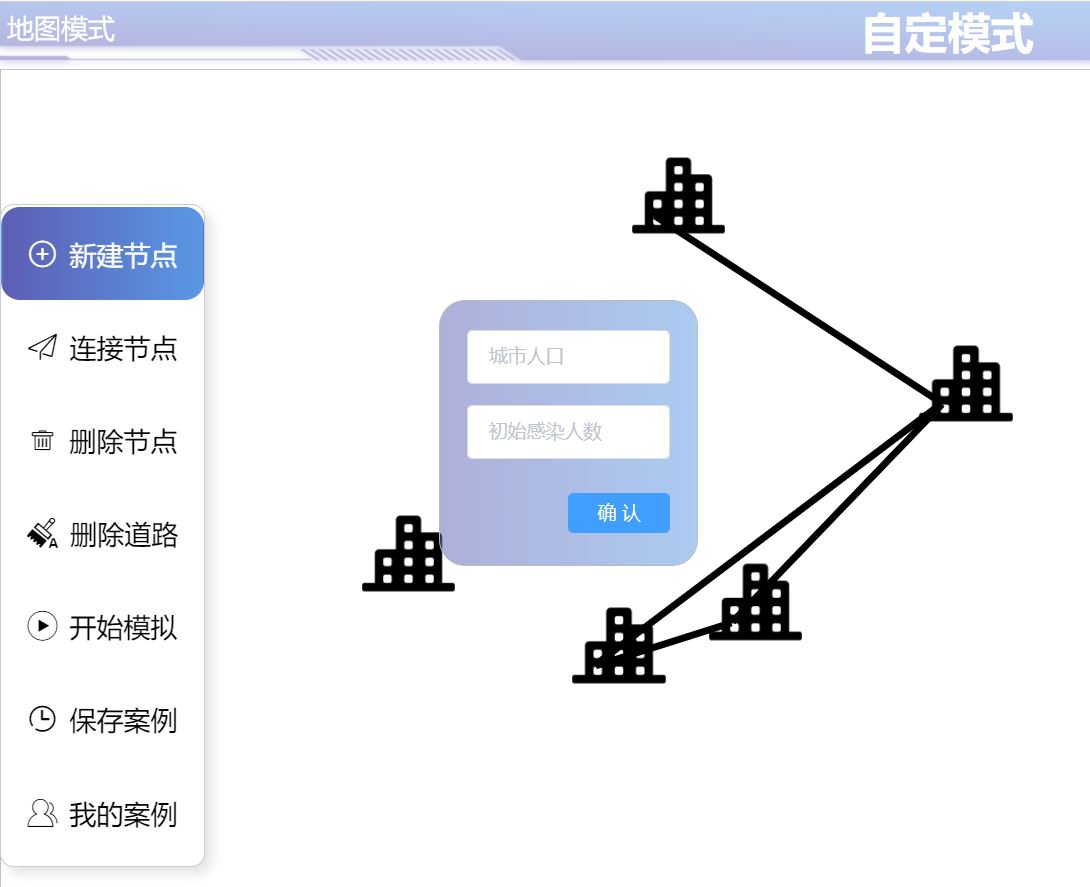 地图模式
自定模式
新建节点
连接节点
删除节点
删除道路
开始模拟
保存案例
我的案例
城市人口
初始感染人数
确 认